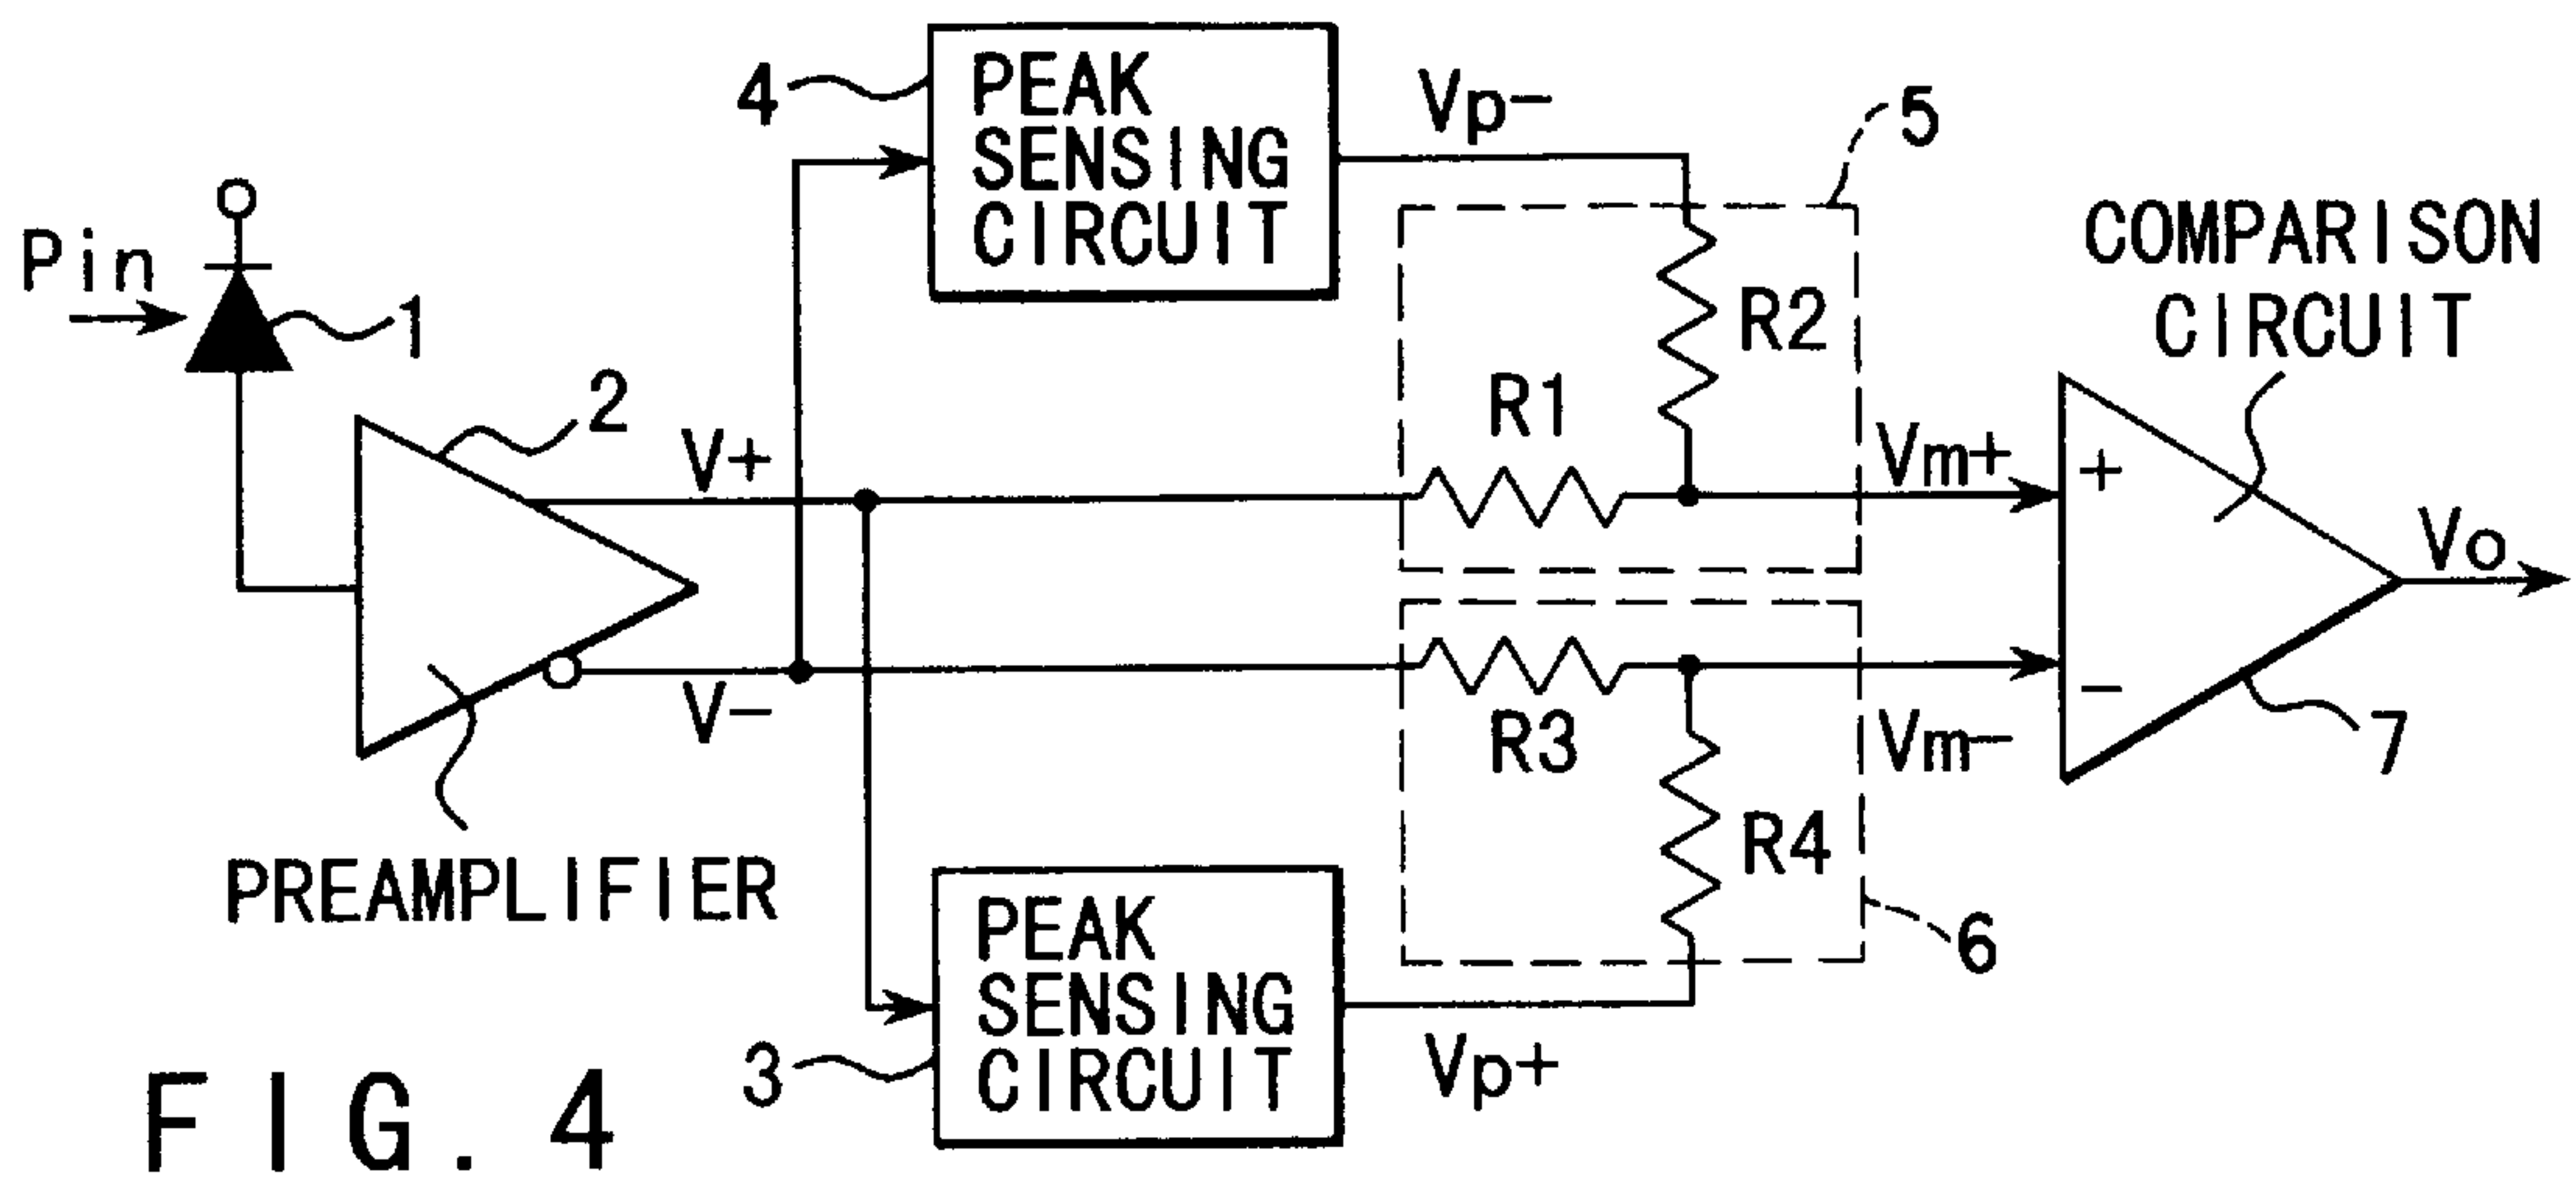 4
PEAK
SENSING
CIRCUIT
Vp-
5
Pin
1
R2
COMPARISON
CIRCUIT
2
V+
R1
Vm+
+
Vo
V-
R3
Vm-
-
7
PREAMPLIFIER
R4
6
3
PEAK
SENSING
CIRCUIT
Vp+
FIG. 4